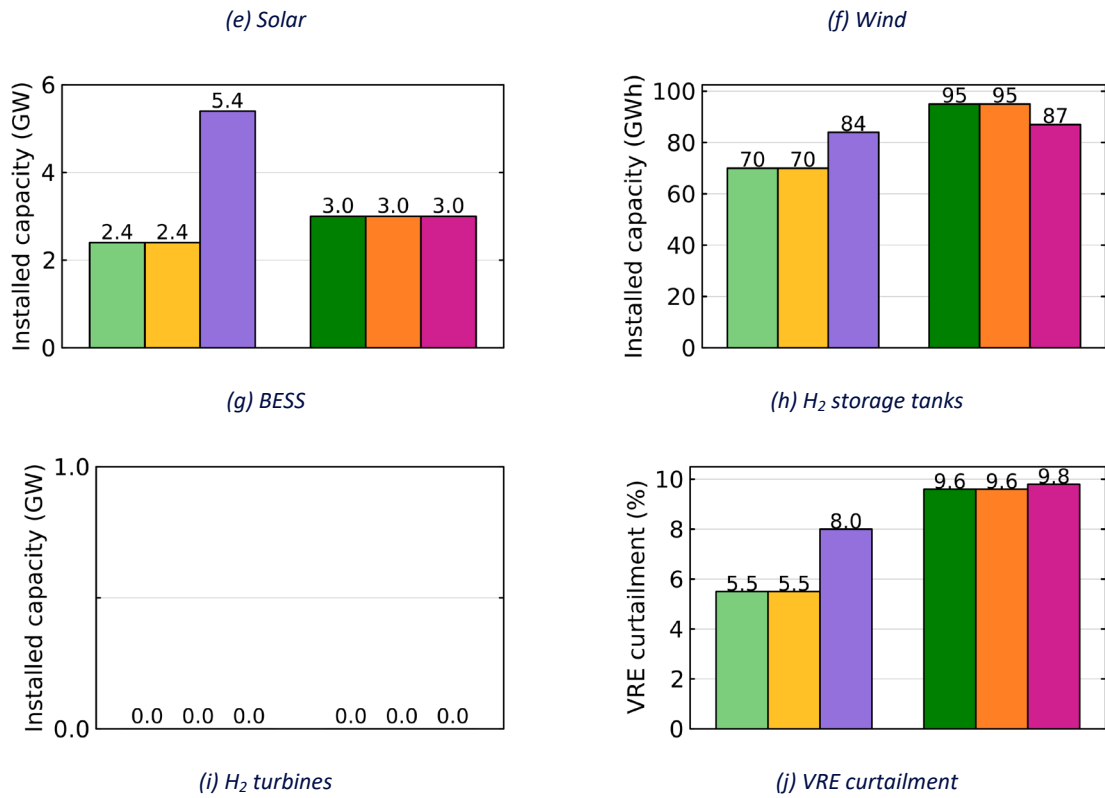 (e) Solar
(f) Wind
Installed capacity (GW)
6
4
2
0
2.4 2.4 5.4 3.0 3.0 3.0
(g) BESS
Installed capacity (GWh)
100
80
60
40
20
0
70 70 84 95 95 87
(h) H₂ storage tanks
Installed capacity (GW)
1.0
0.0
0.0 0.0 0.0 0.0 0.0 0.0
(i) H₂ turbines
VRE curtailment (%)
10
8
6
4
2
0
5.5 5.5 8.0 9.6 9.6 9.8
(j) VRE curtailment